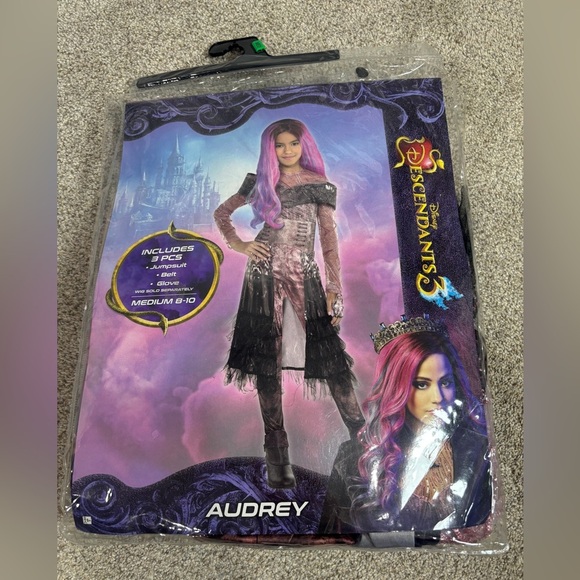 INCLUDES
3 PCS
• Jumpsuit
• Belt
• Glove
WIG SOLD SEPARATELY
MEDIUM 8-10
Disney
DESCENDANTS 3
AUDREY